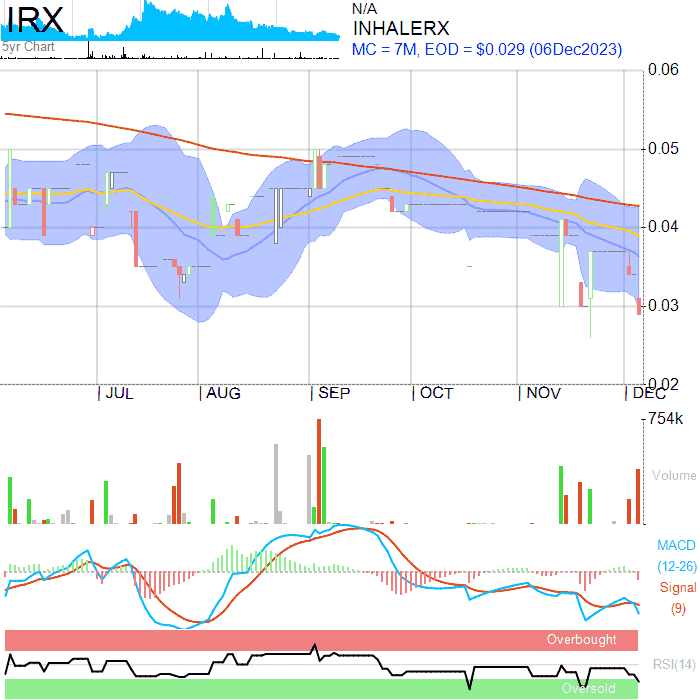 IRX
5yr Chart
N/A
INHALERX
MC = 7M, EOD = $0.029 (06Dec2023)
0.06
0.05
0.04
0.03
0.02
JUL AUG SEP OCT NOV DEC
754k
Volume
MACD
(12-26)
Signal
(9)
Overbought
RSI(14)
Oversold